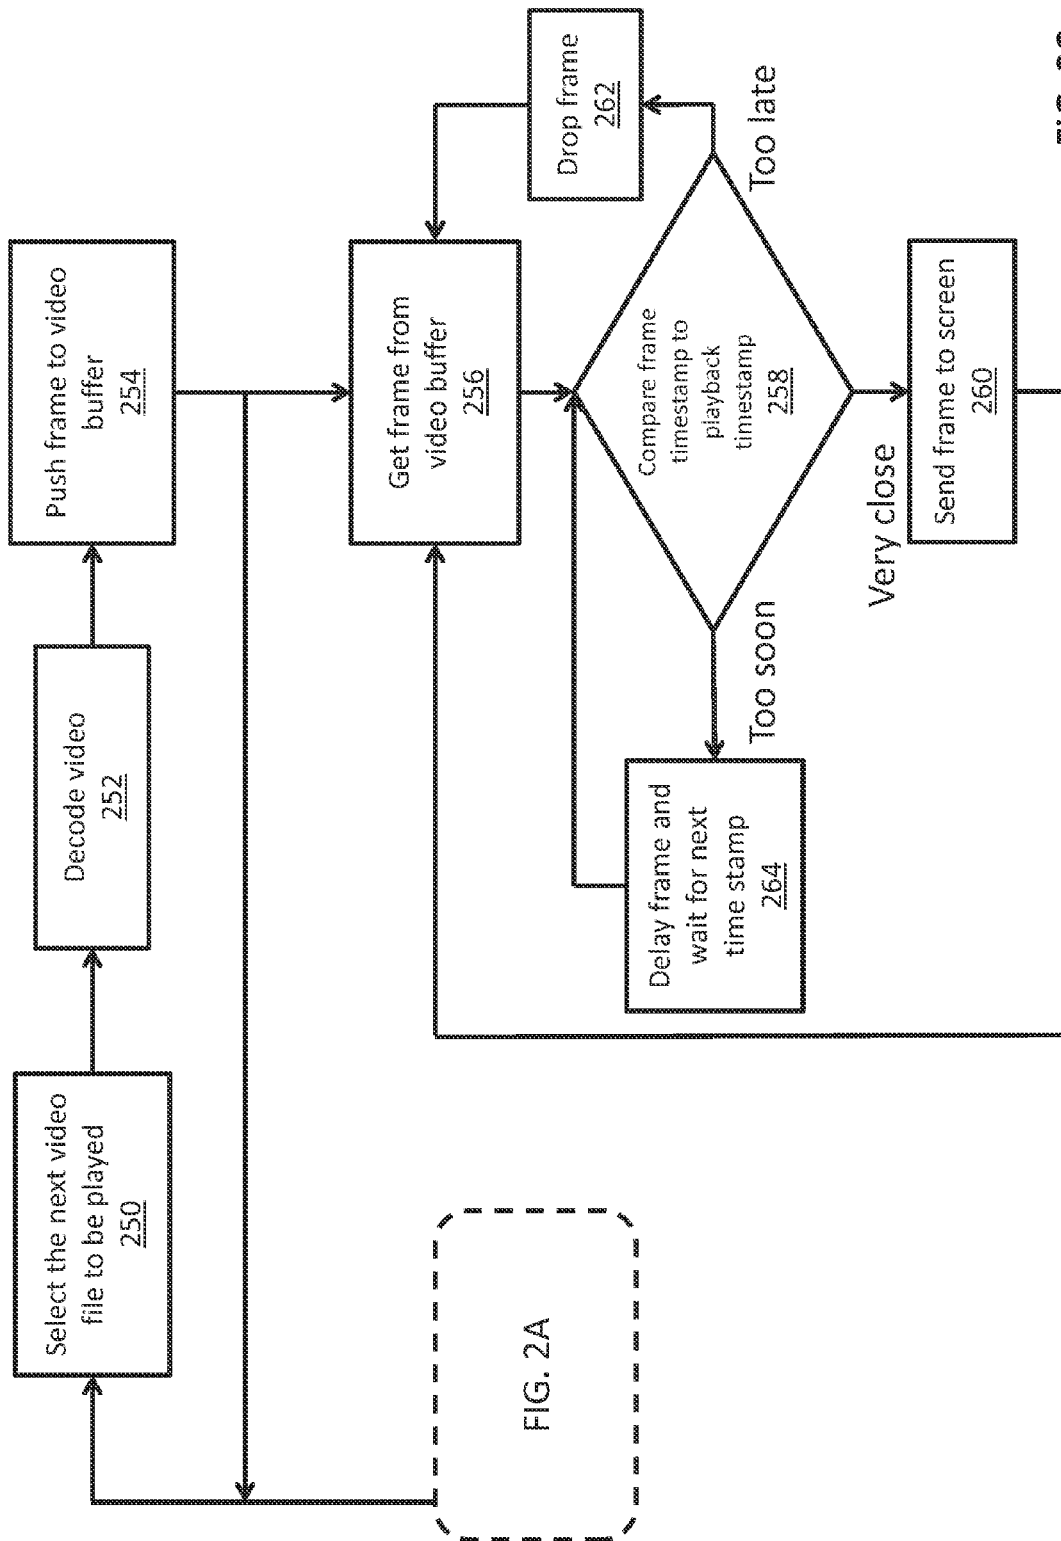 Select the next video
file to be played
250
Decode video
252
Push frame to video
buffer
254
FIG. 2A
Get frame from
video buffer
256
Drop frame
262
Compare frame
timestamp to
playback
timestamp
258
Too late
Too soon
Very close
Delay frame and
wait for next
time stamp
264
Send frame to screen
260
FIG.